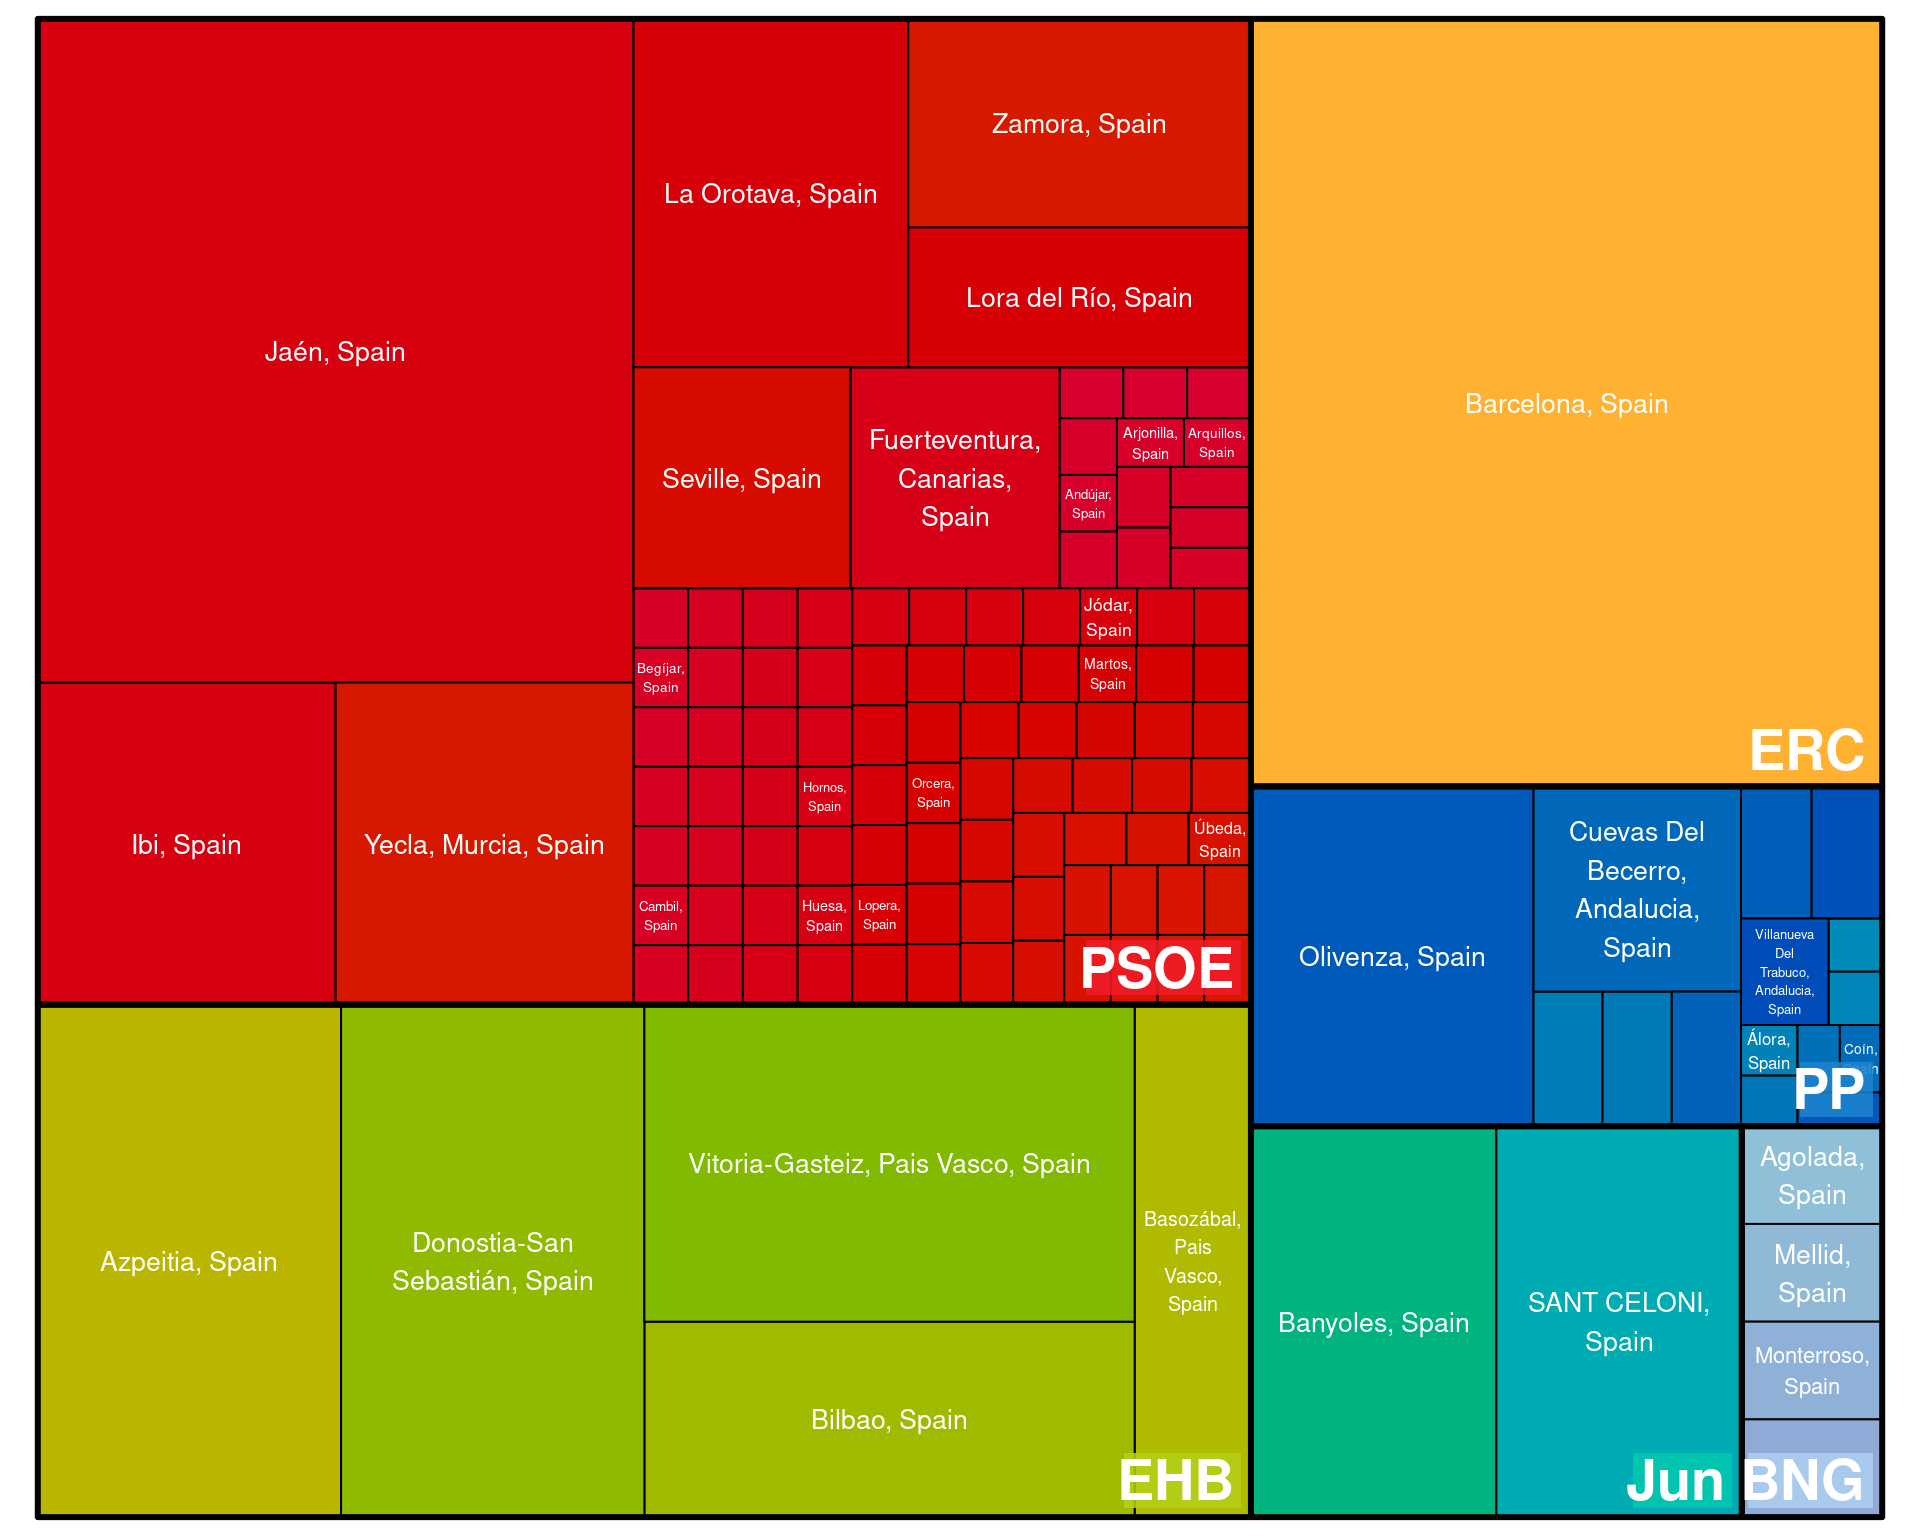 Jaén, Spain
La Orotava, Spain
Zamora, Spain
Lora del Río, Spain
Seville, Spain
Fuerteventura,
Canarias,
Spain
Arjonilla,
Spain
Arquillos,
Spain
Andújar,
Spain
Ibi, Spain
Yecla, Murcia, Spain
Jódar,
Spain
Begíjar,
Spain
Martos,
Spain
Hornos,
Spain
Orcera,
Spain
Úbeda,
Spain
Cambil,
Spain
Huesa,
Spain
Lopera,
Spain
PSOE
Barcelona, Spain
ERC
Olivenza, Spain
Cuevas Del
Becerro,
Andalucia,
Spain
Villanueva
Del
Trabuco,
Andalucia,
Spain
Álora,
Spain
Coín,
Spain
PP
Azpeitia, Spain
Donostia-San
Sebastián, Spain
Vitoria-Gasteiz, Pais Vasco, Spain
Bilbao, Spain
Basozábal,
Pais
Vasco,
Spain
EHB
Banyoles, Spain
SANT CELONI,
Spain
Jun
Agolada,
Spain
Mellid,
Spain
Monterroso,
Spain
BNG